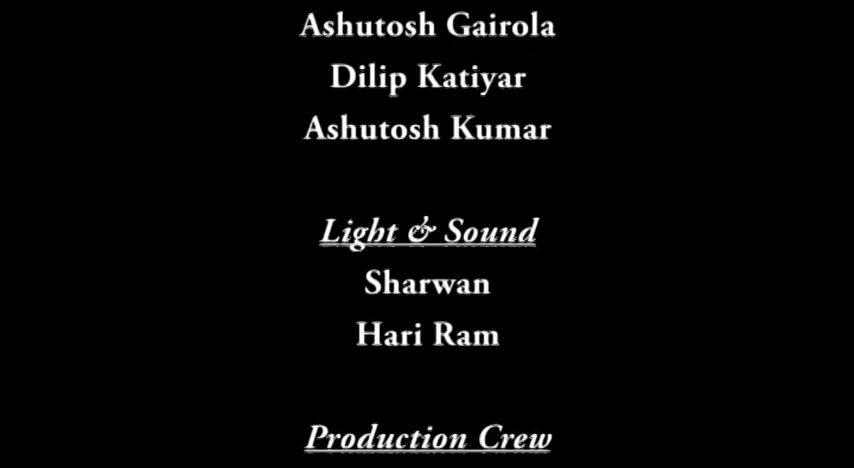 Ashutosh Gairola
Dilip Katiyar
Ashutosh Kumar
Light & Sound
Sharwan
Hari Ram
Production Crew